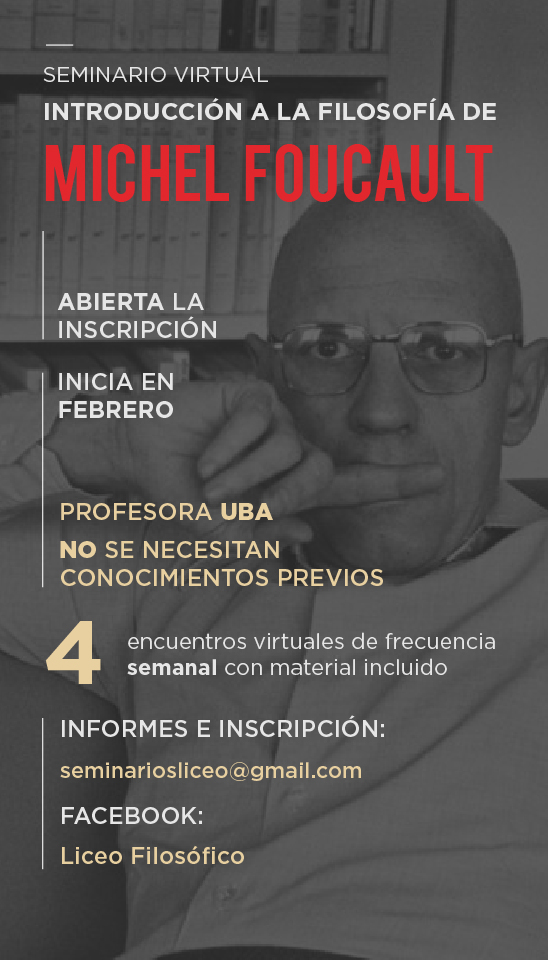 SEMINARIO VIRTUAL
INTRODUCCIÓN A LA FILOSOFÍA DE
MICHEL FOUCAULT
ABIERTA LA
INSCRIPCIÓN
INICIA EN
FEBRERO
PROFESORA UBA
NO SE NECESITAN
CONOCIMIENTOS PREVIOS
4
encuentros virtuales de frecuencia
semanal con material incluido
INFORMES E INSCRIPCIÓN:
seminariosliceo@gmail.com
FACEBOOK:
Liceo Filosófico